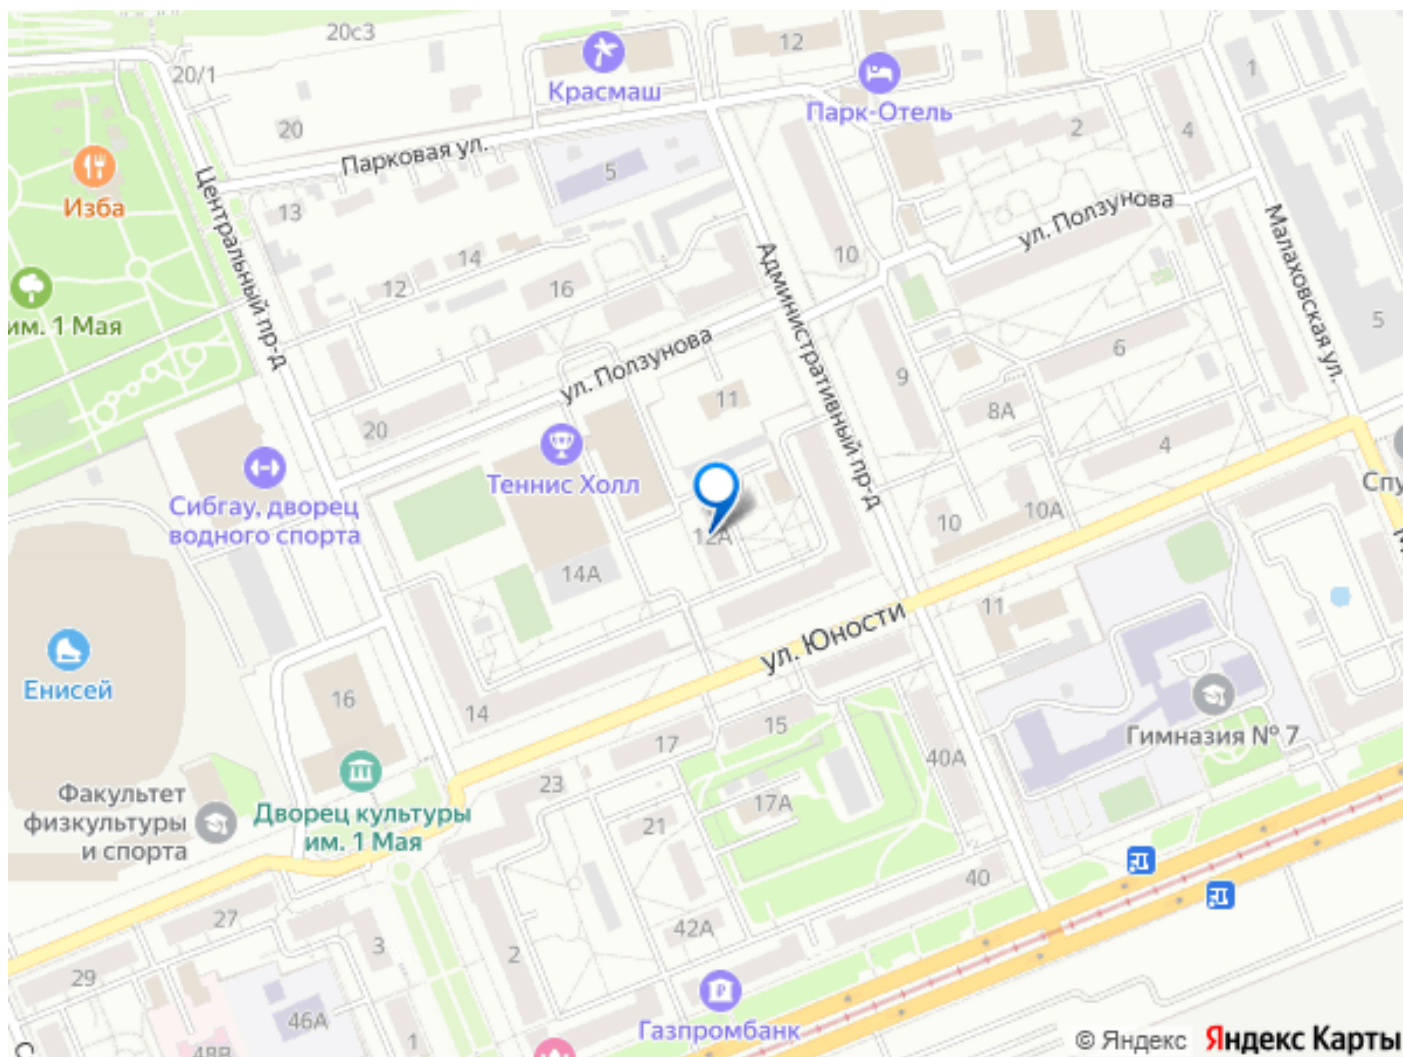 20с3
20/1
20
Красмаш
12
Парк-Отель
1
2
4
Парковая ул.
5
Изба
13
Центральный пр-д
14
12
16
им. 1 Мая
10
ул. Ползунова
Малаховская ул.
5
Административный пр-д
ул. Ползунова
6
9
11
8А
20
4
Теннис Холл
Сибгау, дворец
водного спорта
12А
10
10А
14А
11
ул. Юности
Енисей
16
14
15
17
40А
Гимназия № 7
23
17А
21
Факультет
физкультуры
и спорта
Дворец культуры
им. 1 Мая
40
27
42А
3
2
29
46А
48В
1
Газпромбанк
© Яндекс
Яндекс Карты